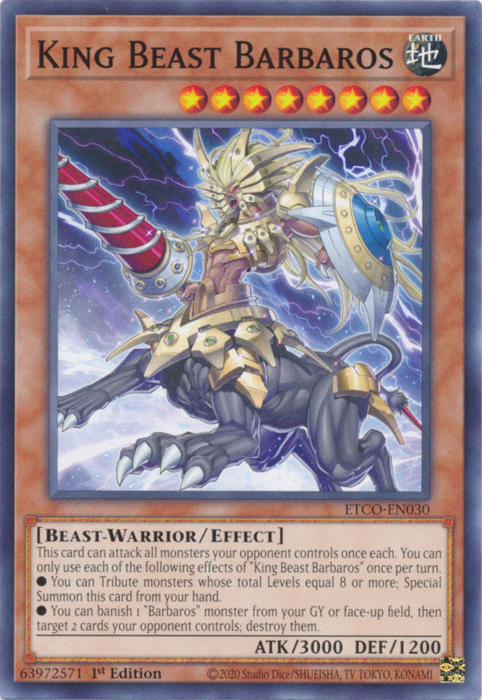 KING BEAST BARBAROS
EARTH
地
ETCO-EN030
[BEAST-WARRIOR/EFFECT]
This card can attack all monsters your opponent controls once each. You can
only use each of the following effects of "King Beast Barbaros" once per turn.
● You can Tribute monsters whose total Levels equal 8 or more; Special
Summon this card from your hand.
● You can banish 1 "Barbaros" monster from your GY or face-up field, then
target 2 cards your opponent controls; destroy them.
ATK/3000 DEF/1200
63972571 1st Edition ©2020 Studio Dice/SHUEISHA, TV TOKYO, KONAMI